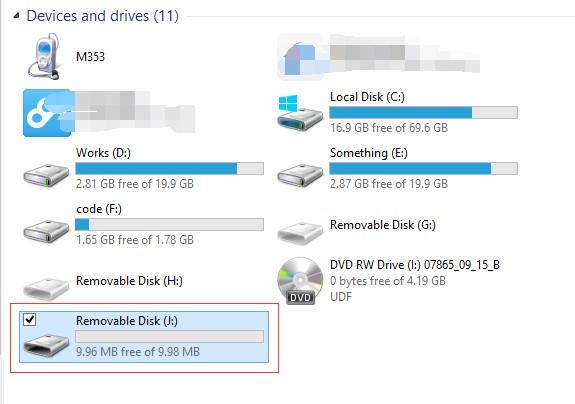 Devices and drives (11)
M353
Local Disk (C:)
16.9 GB free of 69.6 GB
Works (D:)
2.81 GB free of 19.9 GB
Something (E:)
2.87 GB free of 19.9 GB
code (F:)
1.65 GB free of 1.78 GB
Removable Disk (G:)
Removable Disk (H:)
DVD RW Drive (I:) 07865_09_15_B
0 bytes free of 4.19 GB
UDF
DVD
Removable Disk (J:)
9.96 MB free of 9.98 MB